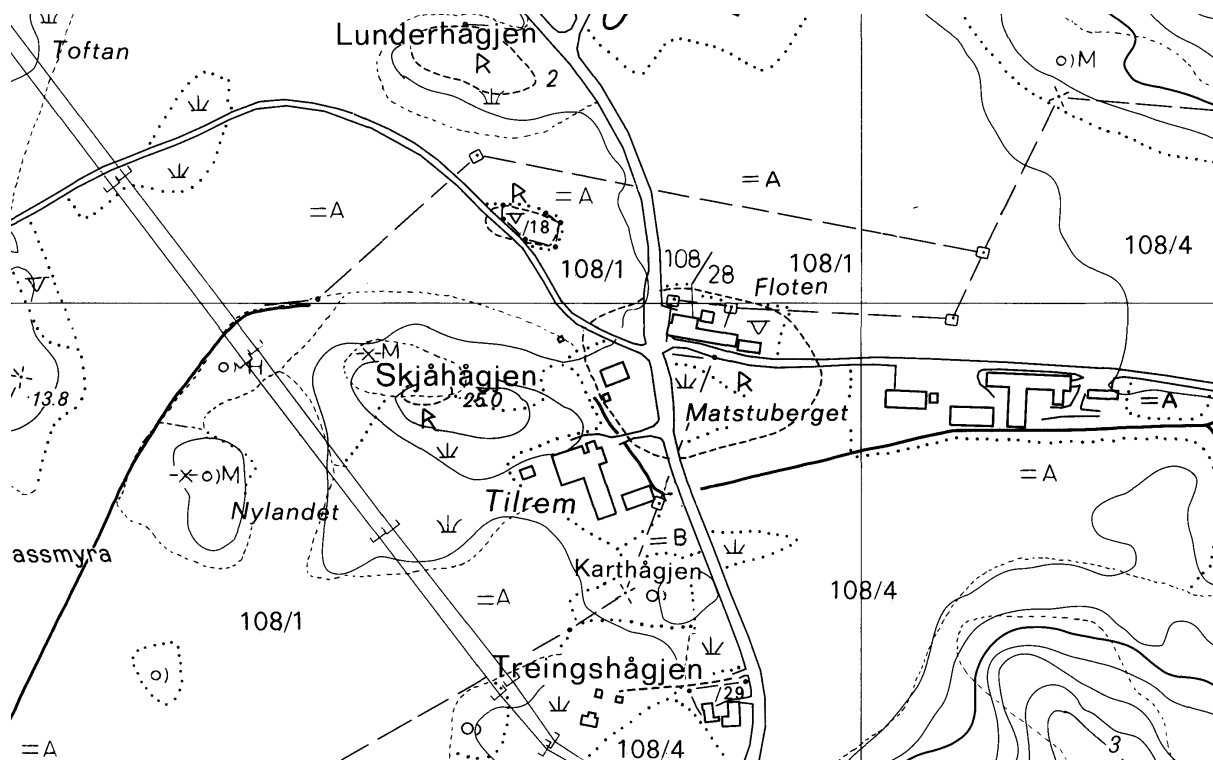 Toftan
Lunderhågjen
2
M
=A
=A
=A
/18
108/1
108/
28
108/1
Floten
108/4
13.8
M
Skjåhågjen
25.0
Matstuberget
=A
M
Nylandet
Tilrem
=A
assmyra
=B
Karthågjen
=A
108/4
108/1
Treingshågjen
/29
=A
108/4
3